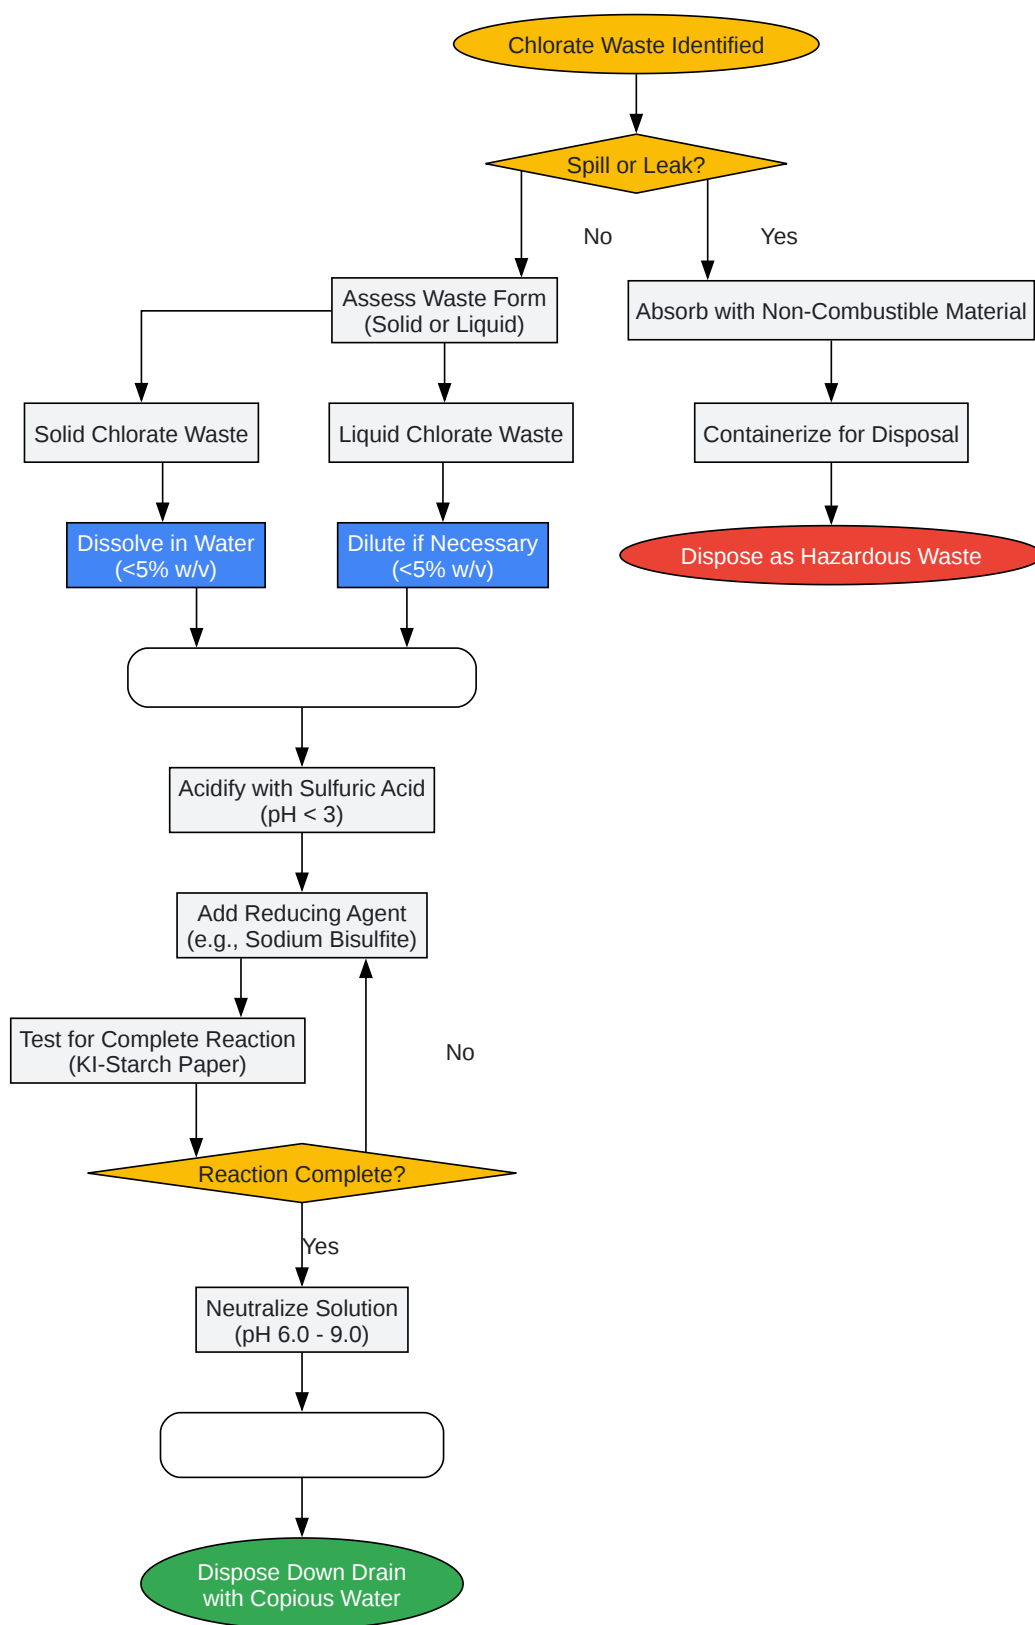 Chlorate Waste Identified
Spill or Leak?
No
Yes
Assess Waste Form
(Solid or Liquid)
Absorb with Non-Combustible Material
Solid Chlorate Waste
Liquid Chlorate Waste
Containerize for Disposal
Dissolve in Water
(<5% w/v)
Dilute if Necessary
(<5% w/v)
Dispose as Hazardous Waste
Acidify with Sulfuric Acid
(pH < 3)
Add Reducing Agent
(e.g., Sodium Bisulfite)
Test for Complete Reaction
(KI-Starch Paper)
No
Reaction Complete?
Yes
Neutralize Solution
(pH 6.0 - 9.0)
Dispose Down Drain
with Copious Water